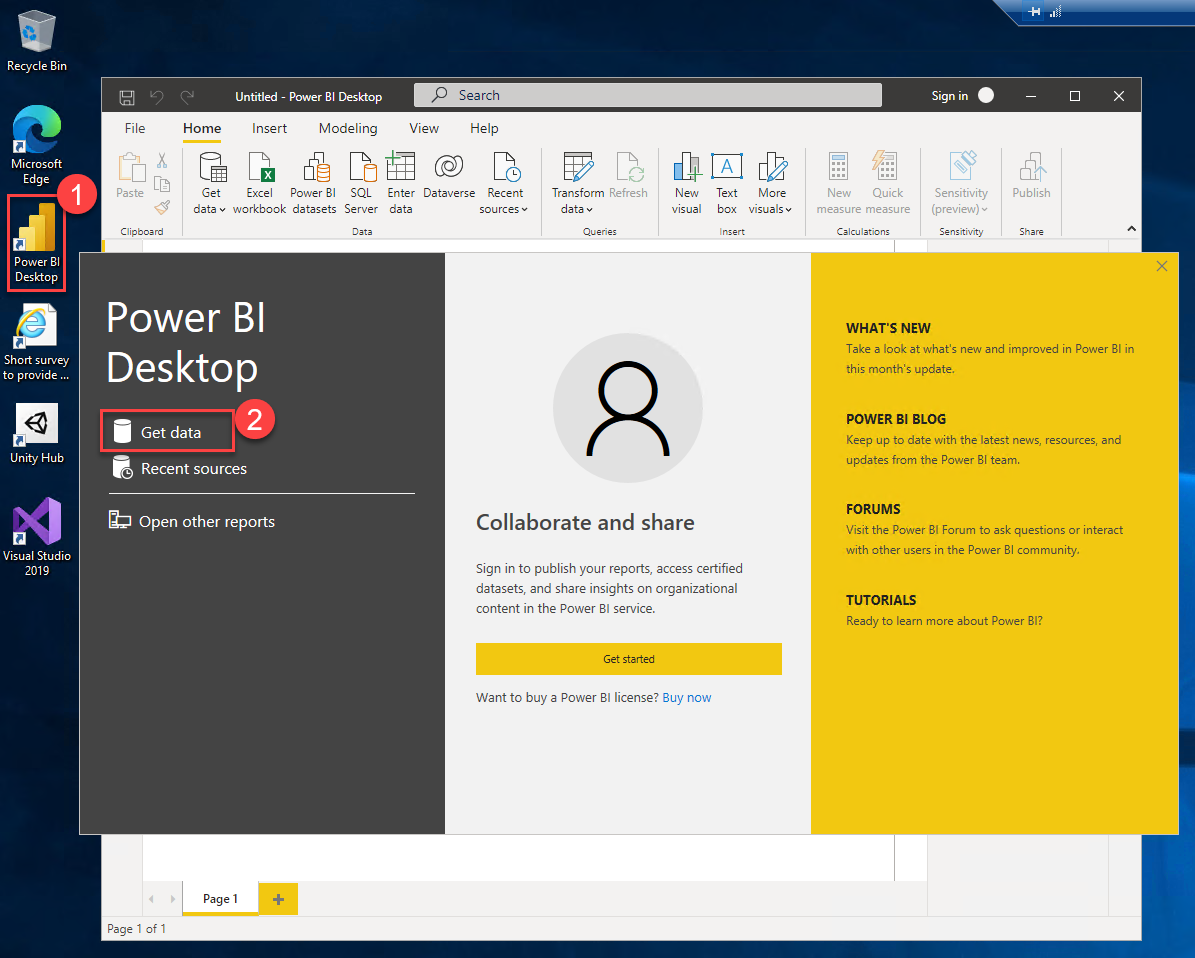 Recycle Bin
Microsoft
Edge
1
Power BI
Desktop
Short survey
to provide ...
Unity Hub
Visual Studio
2019
Untitled - Power BI Desktop
Search
Sign in
File Home Insert Modeling View Help
Paste
Get
data
Excel
workbook
Power BI
datasets
SQL
Server
Enter
data
Dataverse
Recent
sources
Transform
data
Refresh
New
visual
Text
box
More
visuals
New
measure
Quick
measure
Sensitivity
(preview)
Publish
Clipboard Data Queries Insert Calculations Sensitivity Share
Power BI
Desktop
Get data
2
Recent sources
Open other reports
Collaborate and share
Sign in to publish your reports, access certified
datasets, and share insights on organizational
content in the Power BI service.
Get started
Want to buy a Power BI license? Buy now
WHAT'S NEW
Take a look at what's new and improved in Power BI in
this month's update.
POWER BI BLOG
Keep up to date with the latest news, resources, and
updates from the Power BI team.
FORUMS
Visit the Power BI Forum to ask questions or interact
with other users in the Power BI community.
TUTORIALS
Ready to learn more about Power BI?
Page 1
+
Page 1 of 1